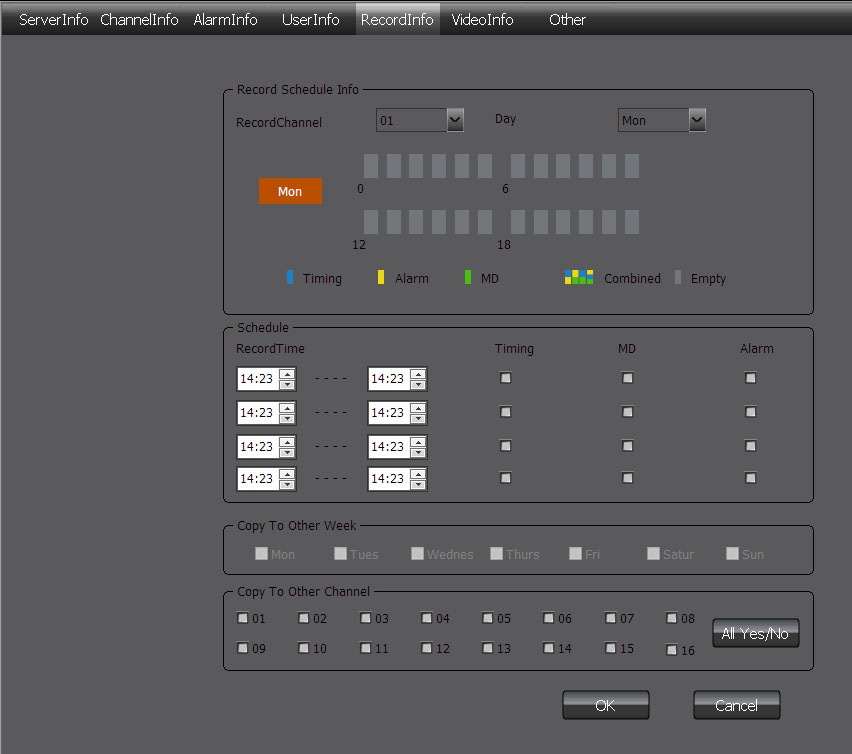 ServerInfo ChannelInfo AlarmInfo UserInfo RecordInfo VideoInfo Other
Record Schedule Info
RecordChannel 01 Day Mon
Mon
0 6
12 18
Timing Alarm MD Combined Empty
Schedule
RecordTime Timing MD Alarm
14:23 ---- 14:23
14:23 ---- 14:23
14:23 ---- 14:23
14:23 ---- 14:23
Copy To Other Week
Mon Tues Wednes Thurs Fri Satur Sun
Copy To Other Channel
01 02 03 04 05 06 07 08
All Yes/No
09 10 11 12 13 14 15 16
OK Cancel